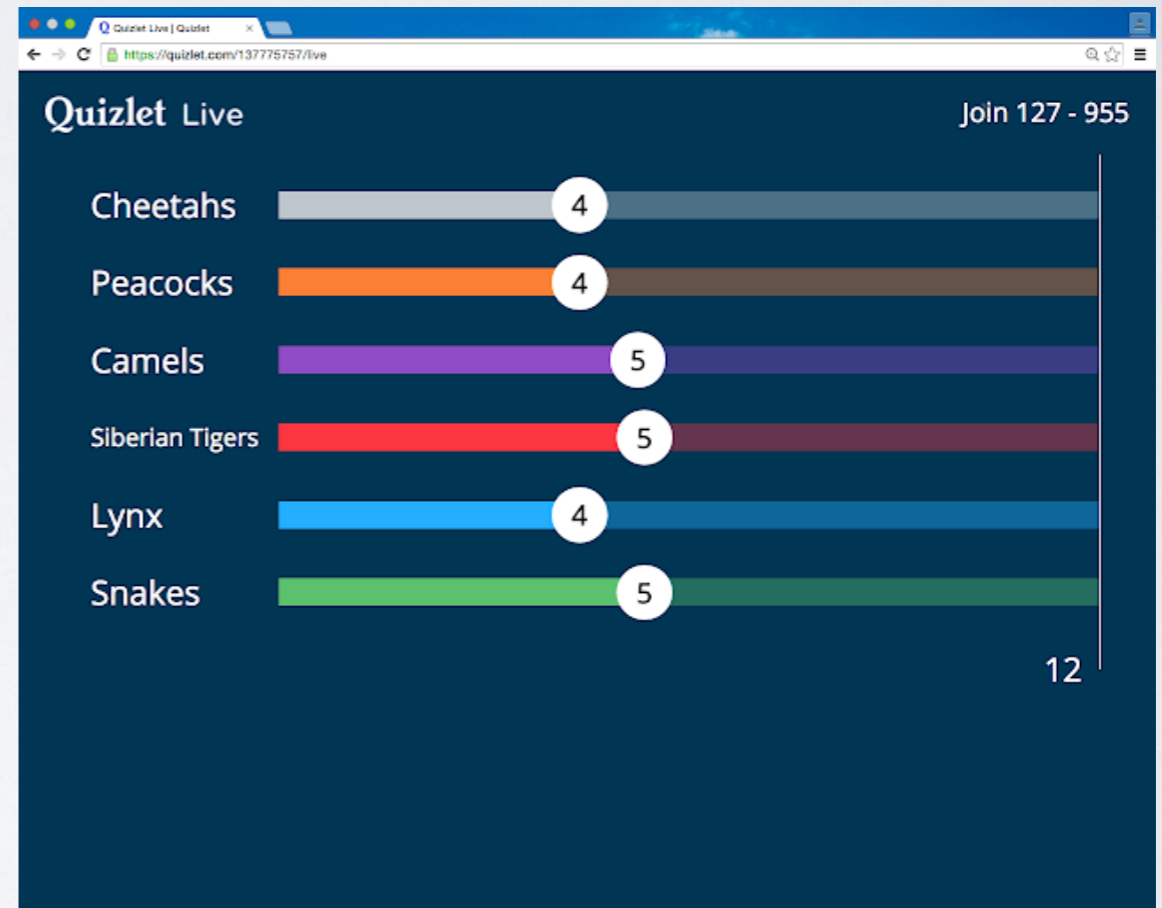 Quizlet Live | Quizlet
https://quizlet.com/137775757/live
Quizlet Live
Join 127 - 955
Cheetahs 4
Peacocks 4
Camels 5
Siberian Tigers 5
Lynx 4
Snakes 5
12